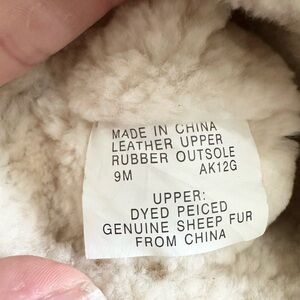 MADE IN CHINA
LEATHER UPPER
RUBBER OUTSOLE
9M AK12G
UPPER:
DYED PEICED
GENUINE SHEEP FUR
FROM CHINA